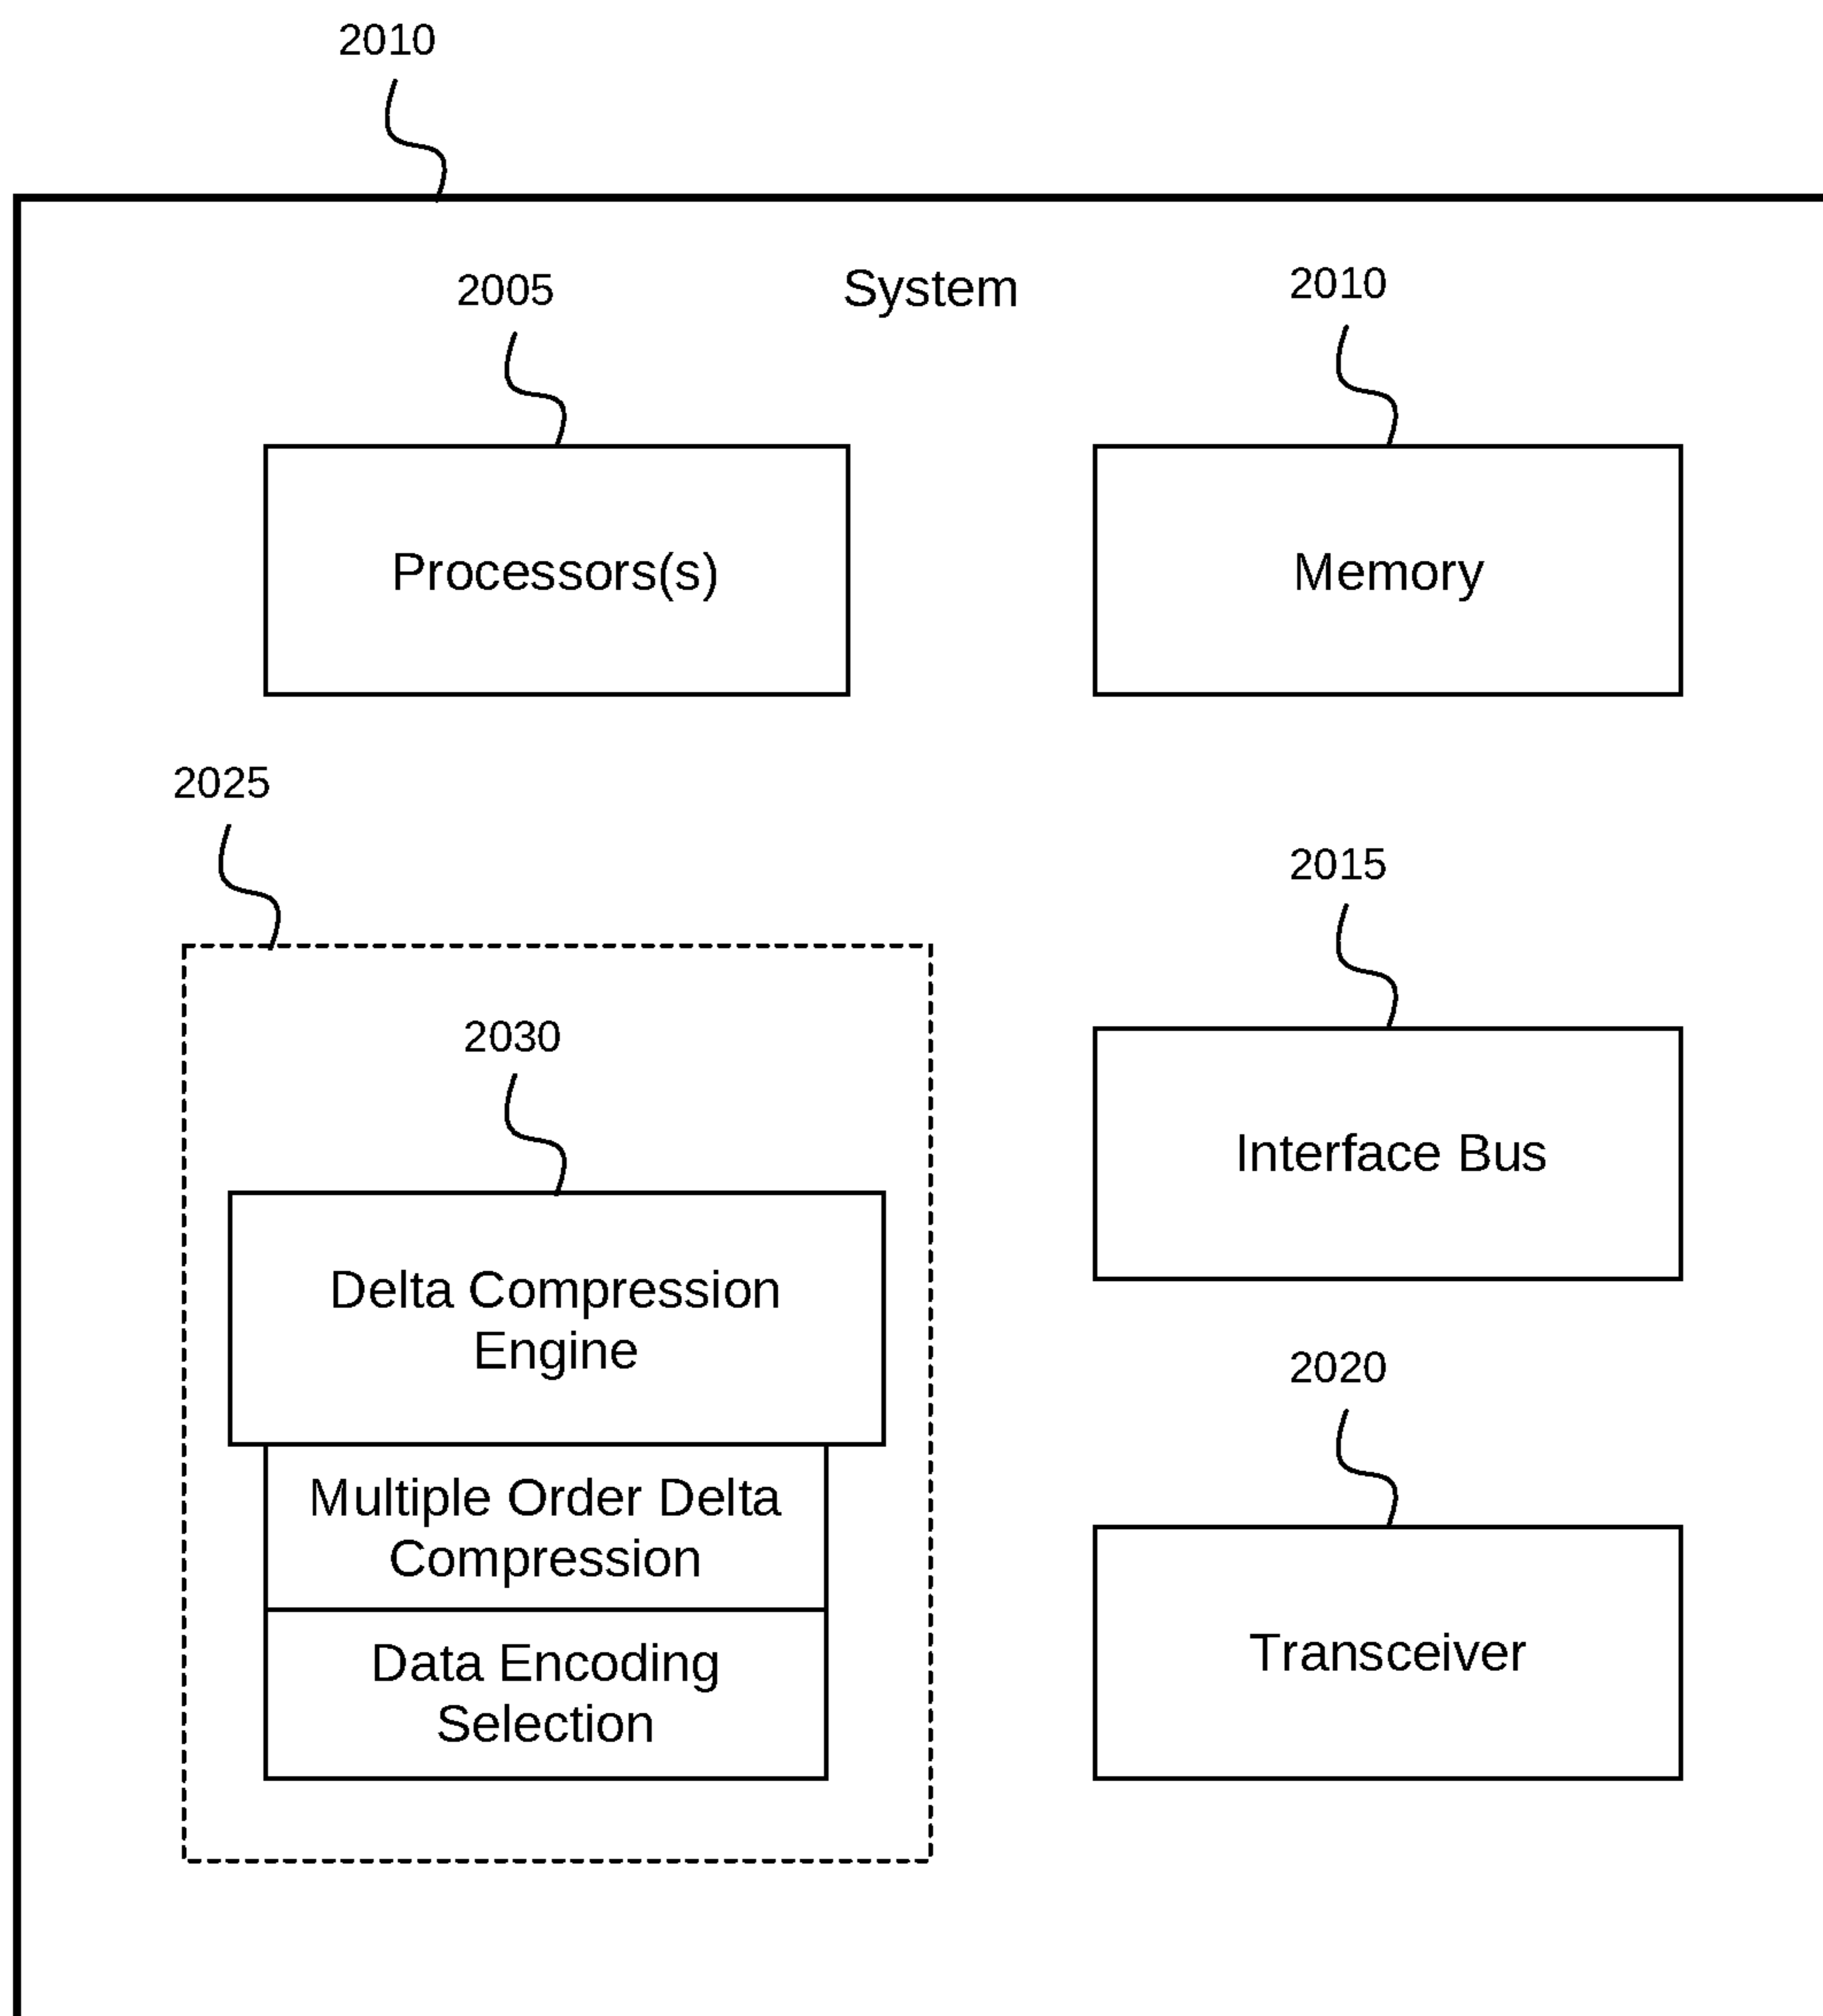 2010
System
2005
2010
Processors(s)
Memory
2025
2015
2030
Interface Bus
Delta Compression
Engine
2020
Multiple Order Delta
Compression
Data Encoding
Selection
Transceiver